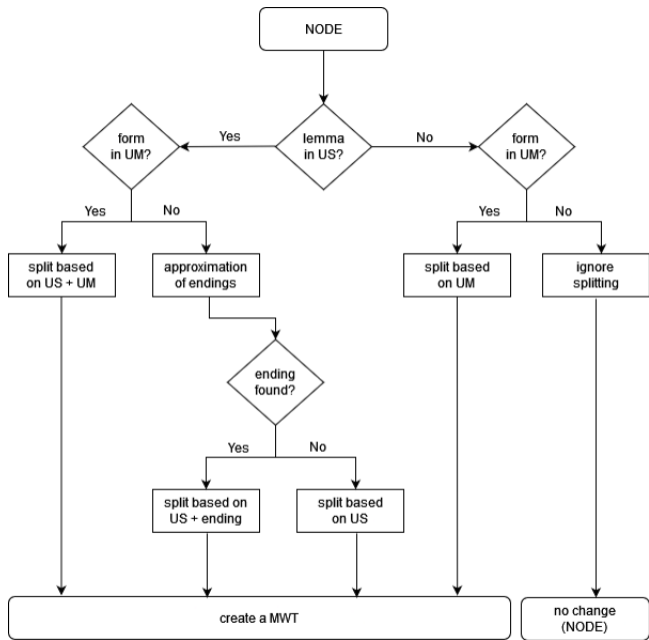 NODE
form
in UM?
Yes
lemma
in US?
No
form
in UM?
Yes
No
Yes
No
split based
on US + UM
approximation
of endings
split based
on UM
ignore
splitting
ending
found?
Yes
No
split based on
US + ending
split based
on US
create a MWT
no change
(NODE)